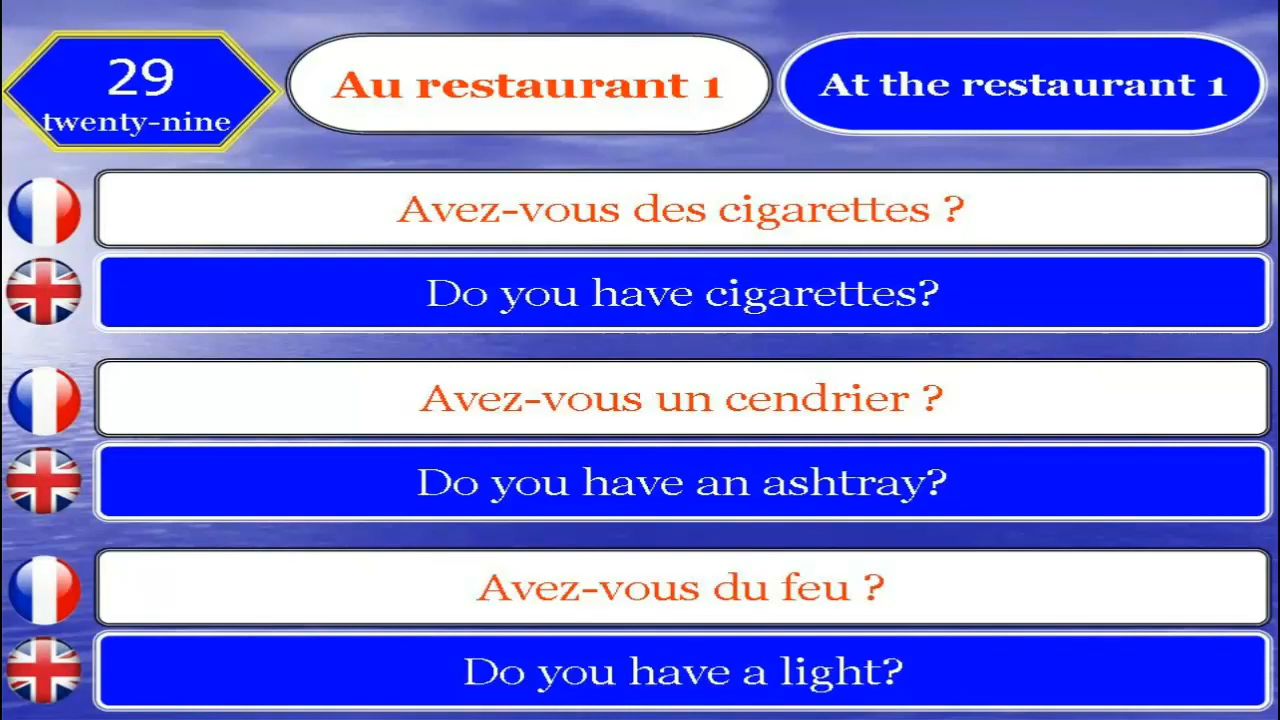 29
twenty-nine
Au restaurant 1
At the restaurant 1
Avez-vous des cigarettes ?
Do you have cigarettes?
Avez-vous un cendrier ?
Do you have an ashtray?
Avez-vous du feu ?
Do you have a light?